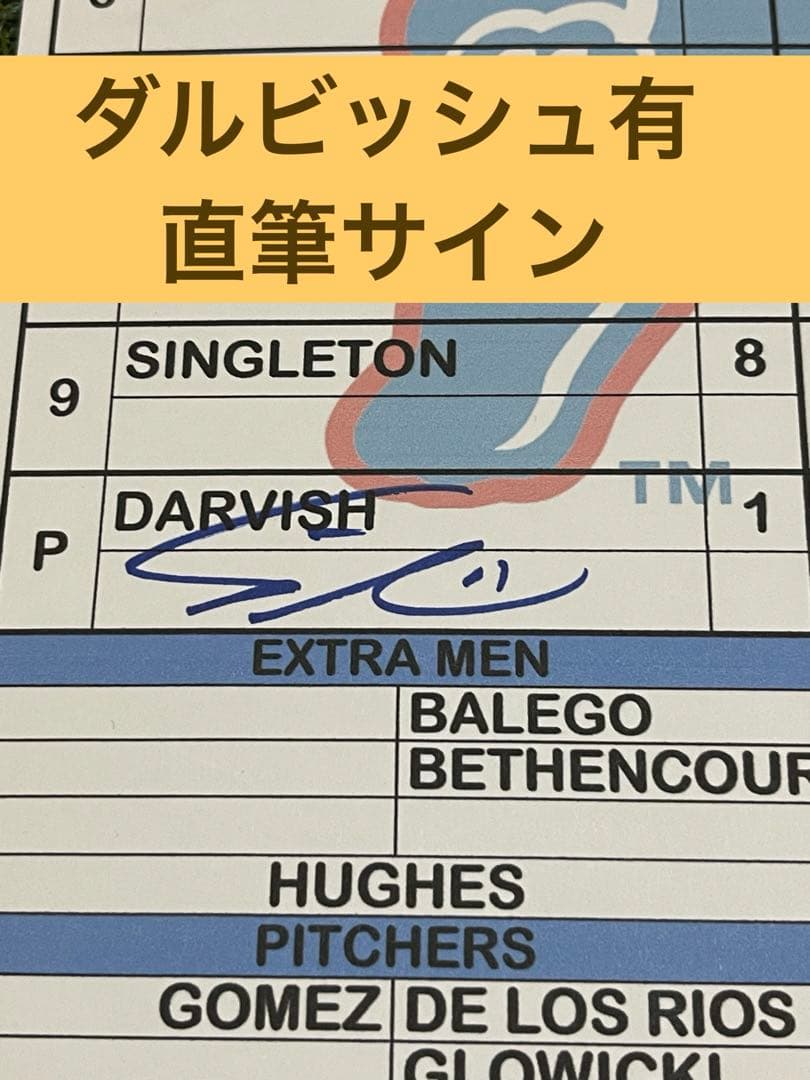 ダルビッシュ有
直筆サイン
9 SINGLETON 8
TM
P DARVISH 1
EXTRA MEN
BALEGO
BETHENCOUR
HUGHES
PITCHERS
GOMEZ DE LOS RIOS
GLOWICKI